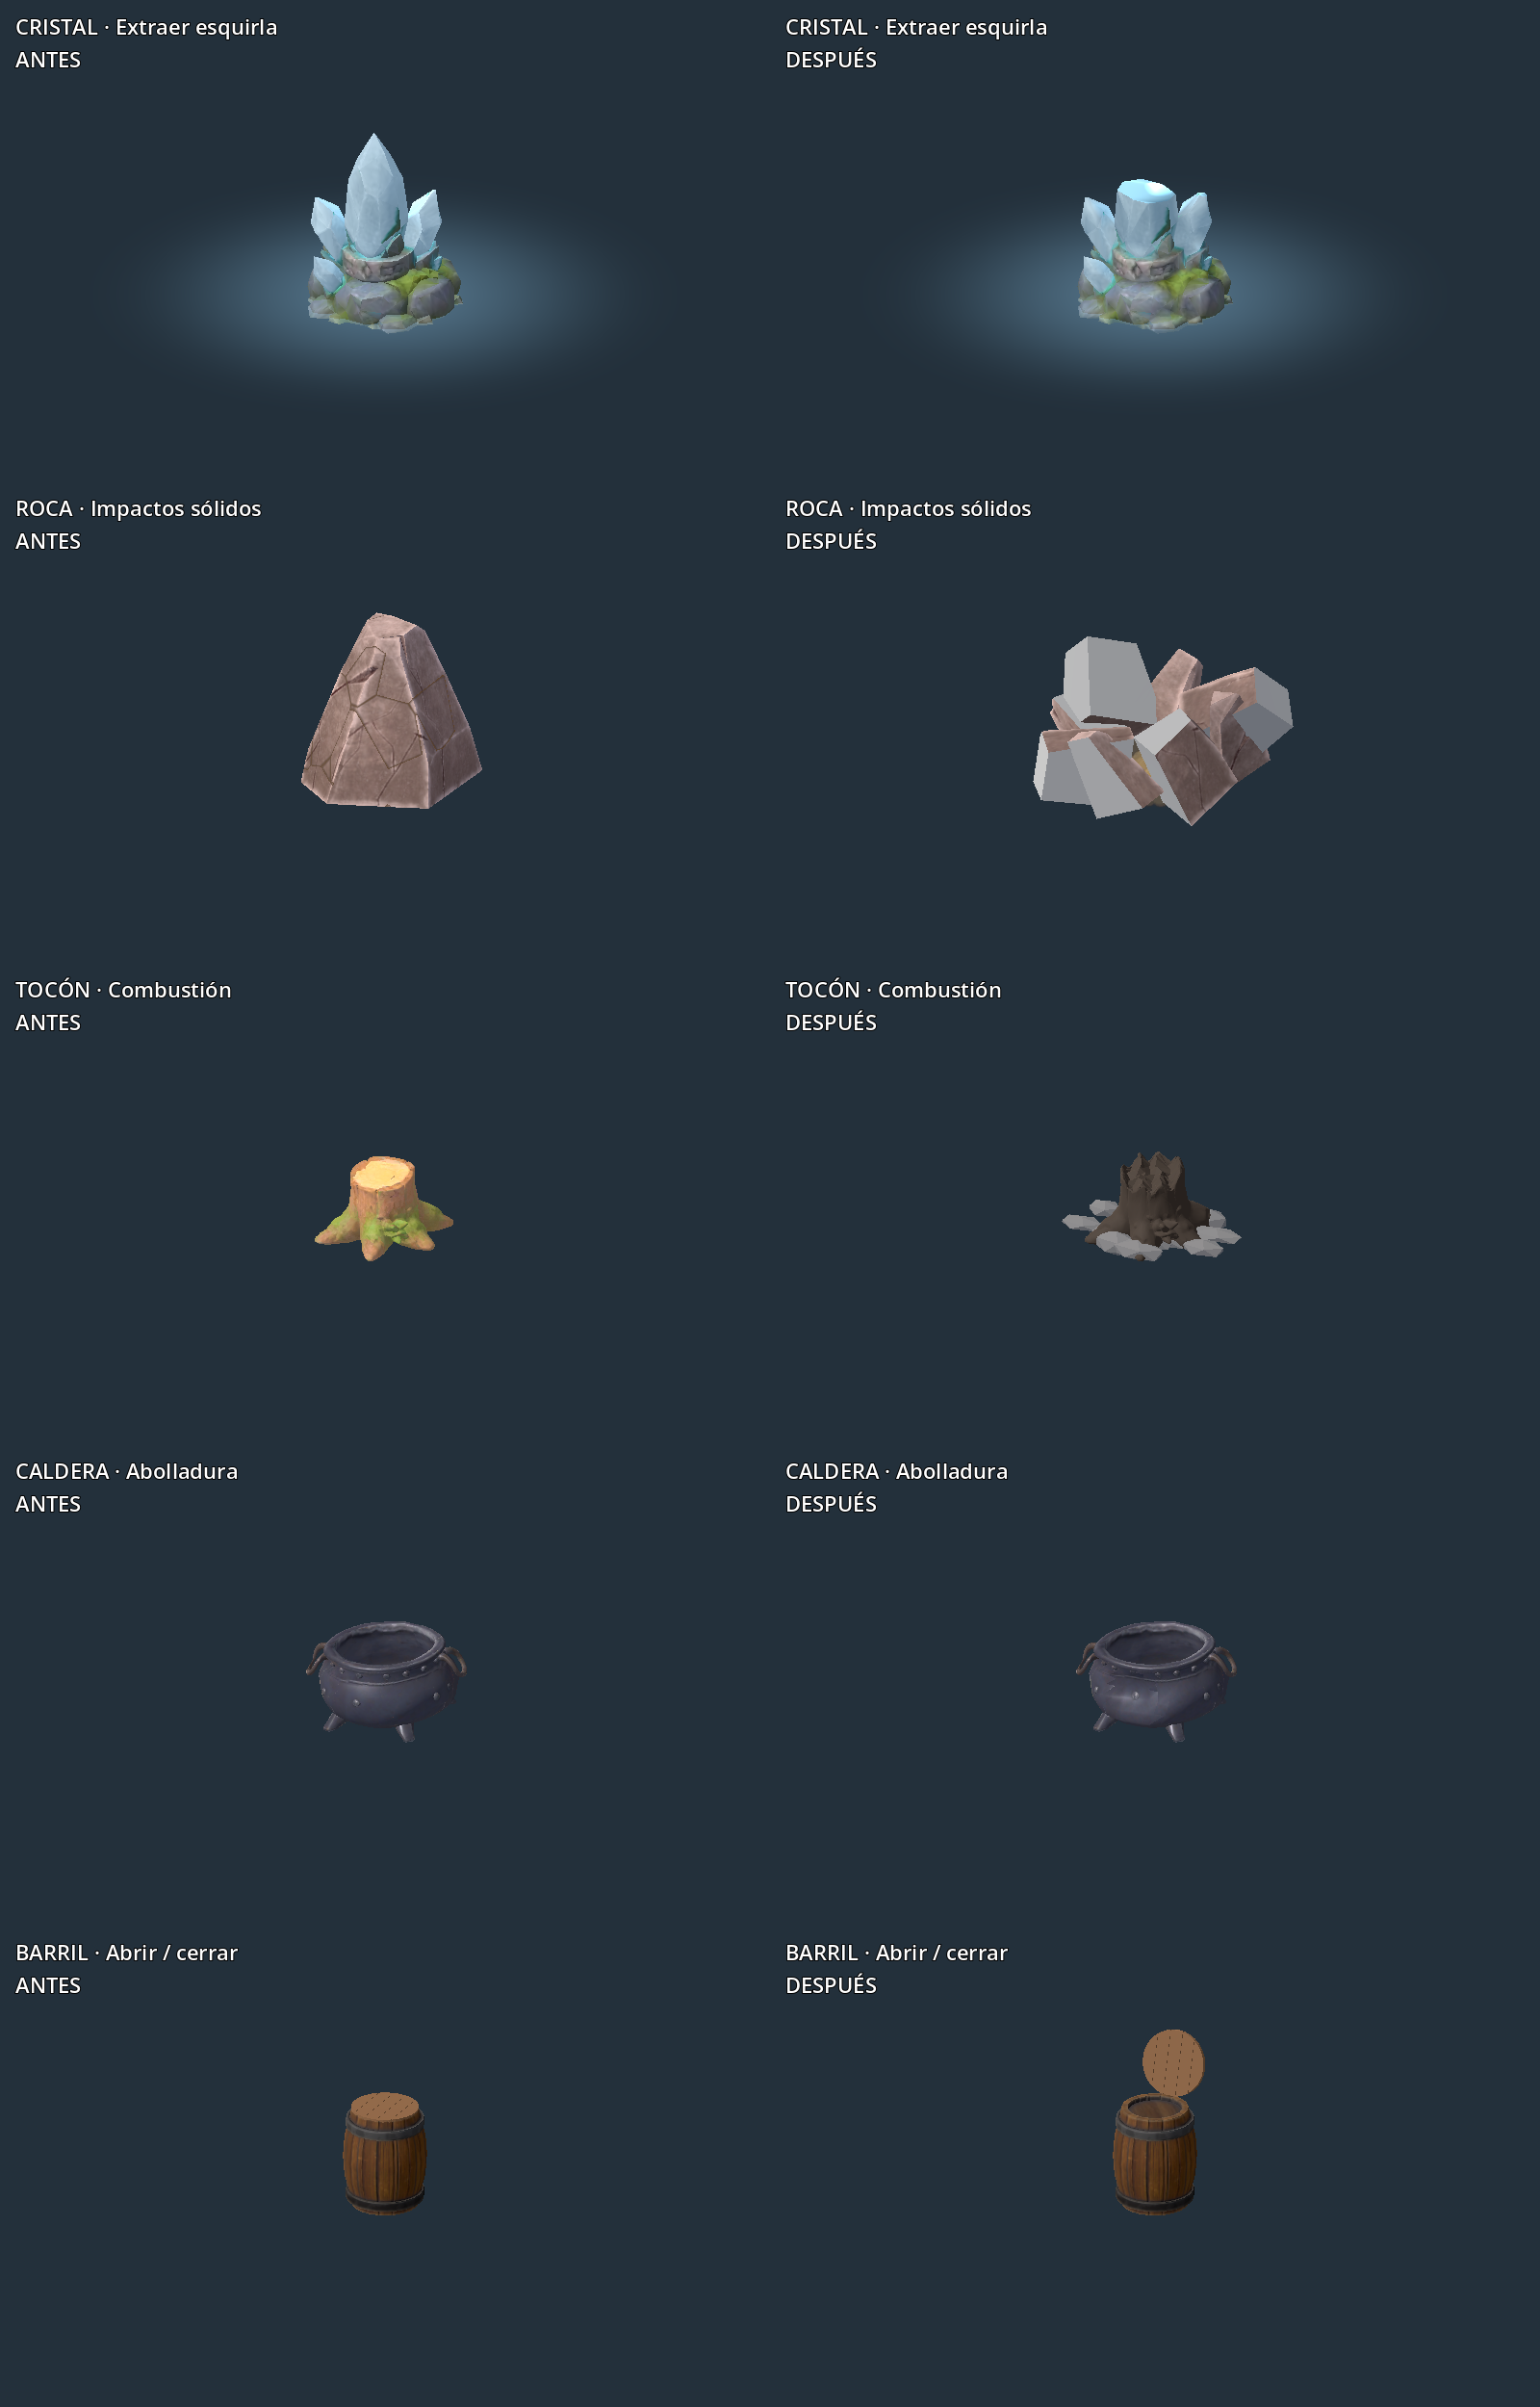 CRISTAL · Extraer esquirla
ANTES
CRISTAL · Extraer esquirla
DESPUÉS
ROCA · Impactos sólidos
ANTES
ROCA · Impactos sólidos
DESPUÉS
TOCÓN · Combustión
ANTES
TOCÓN · Combustión
DESPUÉS
CALDERA · Abolladura
ANTES
CALDERA · Abolladura
DESPUÉS
BARRIL · Abrir / cerrar
ANTES
BARRIL · Abrir / cerrar
DESPUÉS